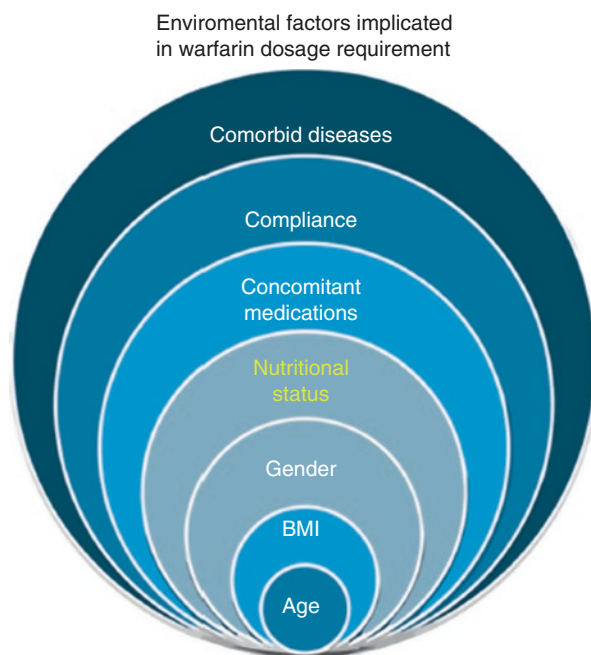 Enviromental factors implicated
in warfarin dosage requirement
Comorbid diseases
Compliance
Concomitant
medications
Nutritional
status
Gender
BMI
Age